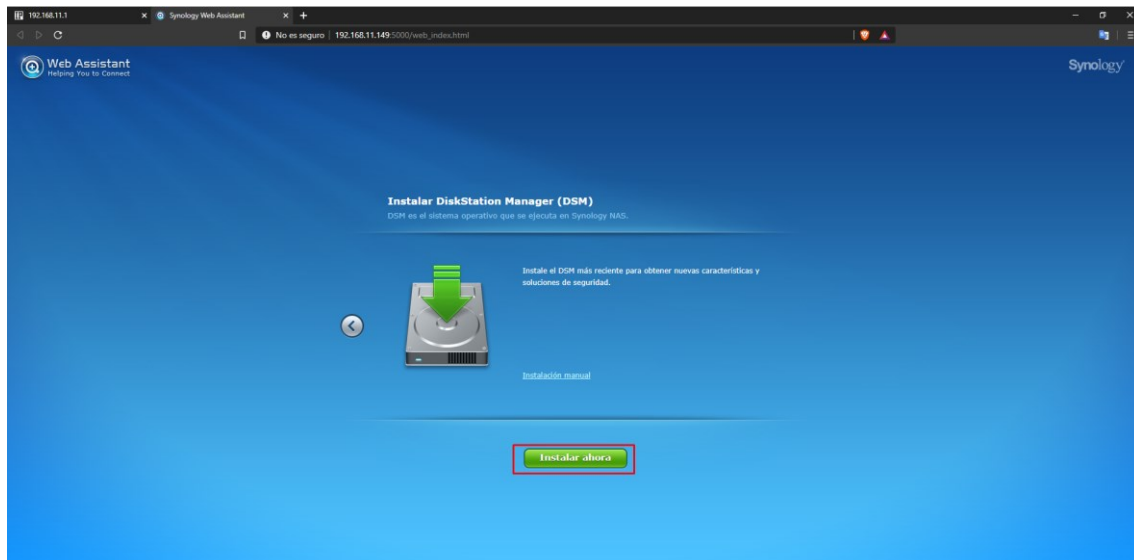 192.168.11.1
Synology Web Assistant
No es seguro
192.168.11.149:5000/web_index.html
Web Assistant
Helping You to Connect
Synology
Instalar DiskStation Manager (DSM)
DSM es el sistema operativo que se ejecuta en Synology NAS.
Instale el DSM más reciente para obtener nuevas características y
soluciones de seguridad.
Instalación manual
Instalar ahora